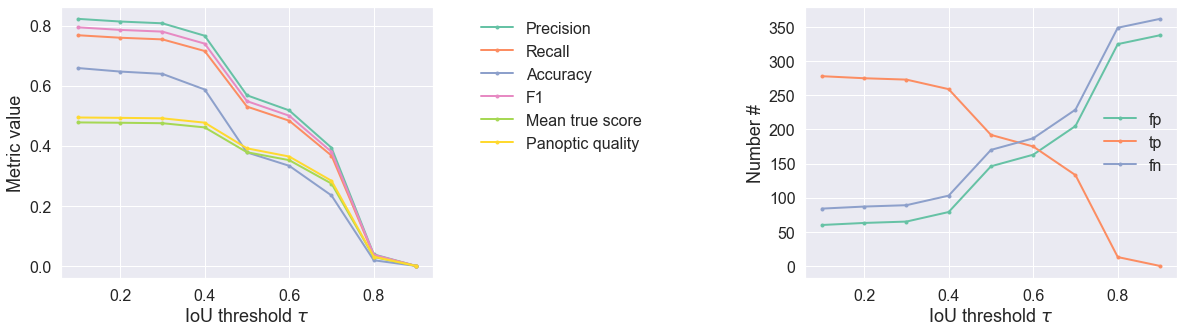 0.8
0.6
0.4
0.2
0.0
Metric value
0.2
0.4
0.6
0.8
IoU threshold τ
Precision
Recall
Accuracy
F1
Mean true score
Panoptic quality
350
300
250
200
150
100
50
0
Number #
0.2
0.4
0.6
0.8
IoU threshold τ
fp
tp
fn